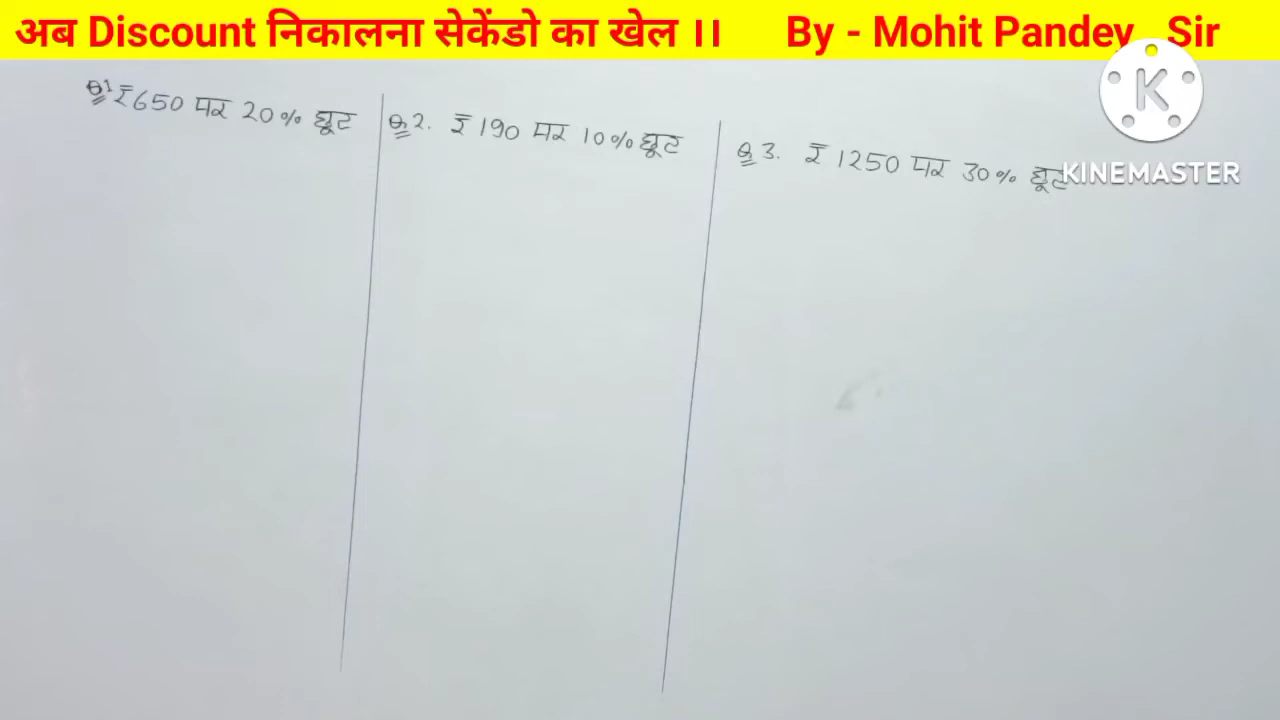 अब Discount निकालना सेकेंडो का खेल ।। By - Mohit Pandey Sir
Q1 ₹650 पर 20% छूट
Q2. ₹190 पर 10% छूट
Q3. ₹1250 पर 30% छूट
K
KINEMASTER